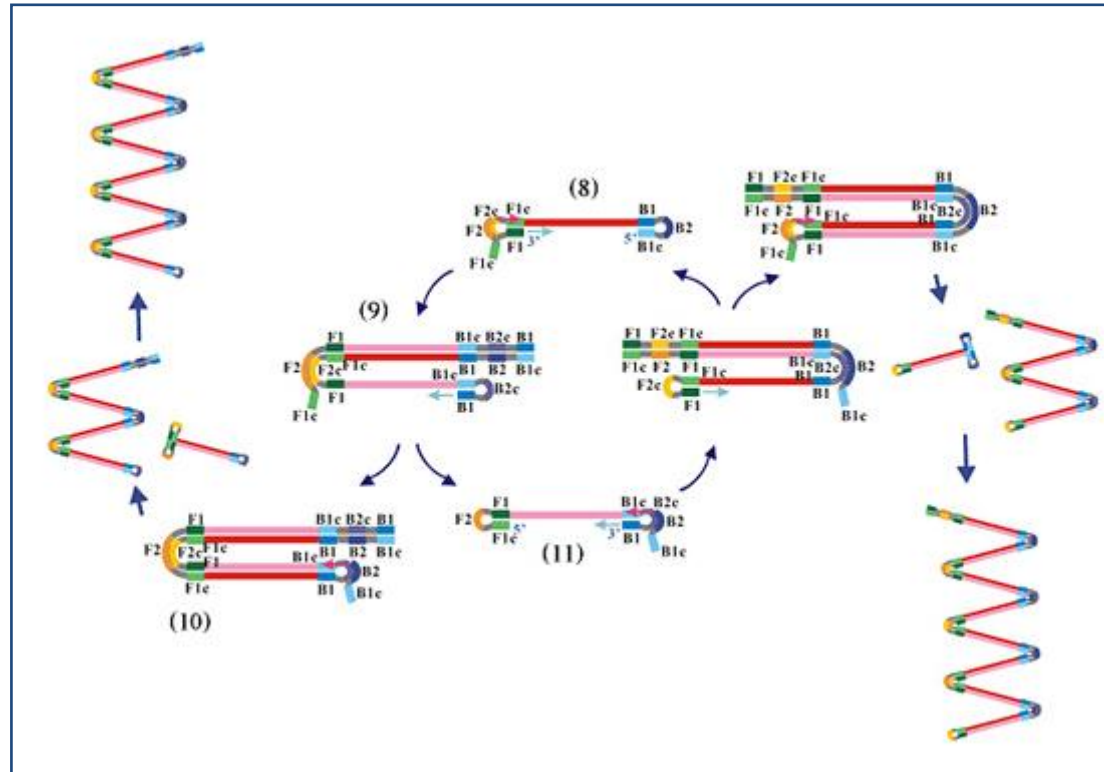 (8)
F2c F1c B1
F2 B2
F1 3' 5' B1c
F1c
F1 F2c F1c B1
B1c B2c B2
F1c F2 F1 F1c B1
F2 F1 B1c
F1c
(9)
F1 B1c B2c B1
F2 F2c F1c B1 B2 B1c
F1 B1c B2c
F1c B1
F1 F2c F1c B1
F1c F2 F1 F1c B1c B2c B2
F2c B1 B1
F1 B1c
F1 B1c B2c B1
F2 F2c F1c B1 B2 B1c
F1 B1c B2
F1c B1 B1c
(10)
F1 B1c B2c
F2 B2
F1c 5' 3' B1
B1c
(11)